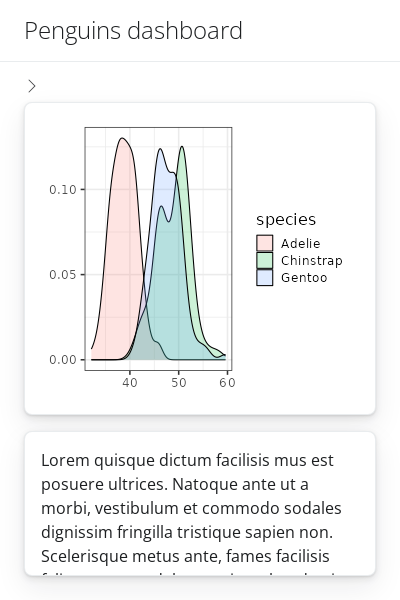 Penguins dashboard
0.10
0.05
0.00
40 50 60
species
Adelie
Chinstrap
Gentoo
Lorem quisque dictum facilisis mus est
posuere ultrices. Natoque ante ut a
morbi, vestibulum et commodo sodales
dignissim fringilla tristique sapien non.
Scelerisque metus ante, fames facilisis